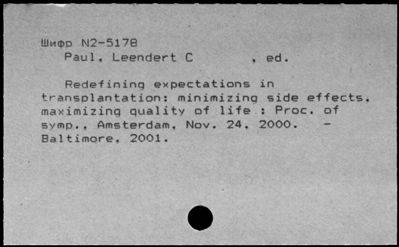 Шифр N2-5178
Paul, Leendert C , ed.
Redefining expectations in
transplantation: minimizing side effects,
maximizing quality of life : Proc. of
symp., Amsterdam, Nov. 24, 2000. -
Baltimore, 2001.